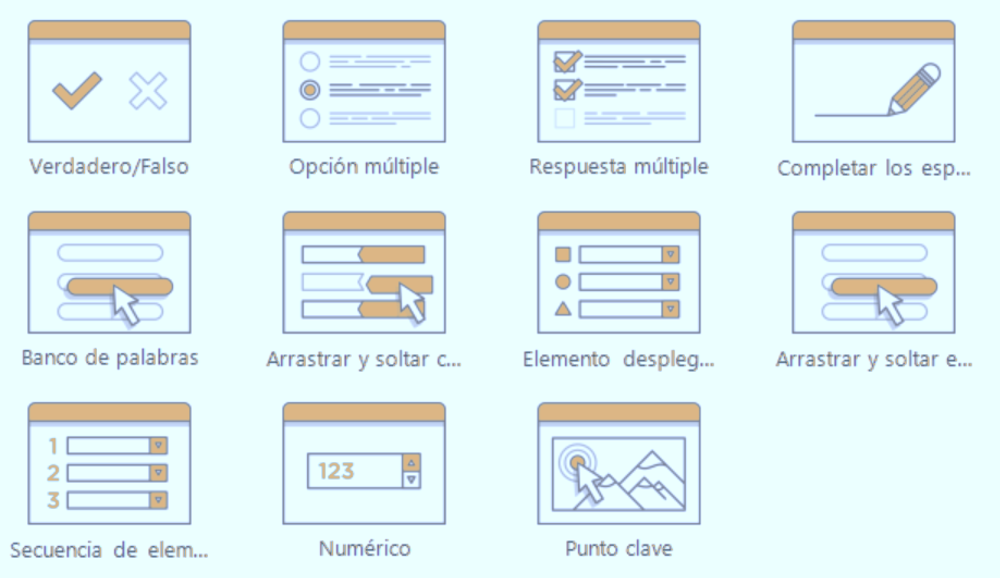 Verdadero/Falso
Opción múltiple
Respuesta múltiple
Completar los esp...
Banco de palabras
Arrastrar y soltar c...
Elemento despleg...
Arrastrar y soltar e...
1
2
3
123
Secuencia de elem...
Numérico
Punto clave